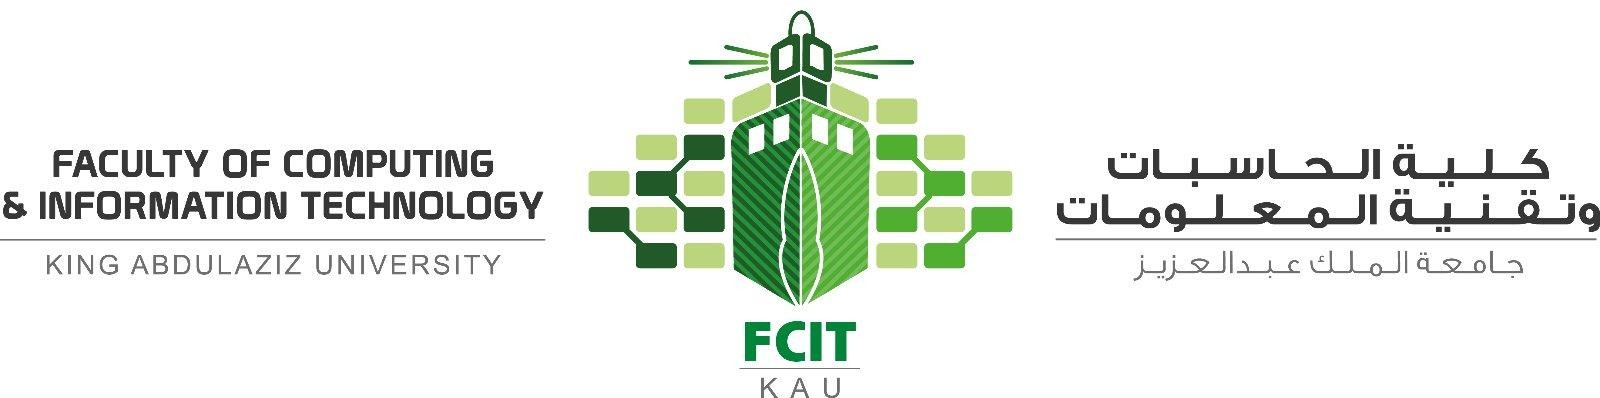 FACULTY OF COMPUTING
& INFORMATION TECHNOLOGY
KING ABDULAZIZ UNIVERSITY
FCIT
KAU
كلية الحاسبات
وتقنية المعلومات
جامعة الملك عبدالعزيز